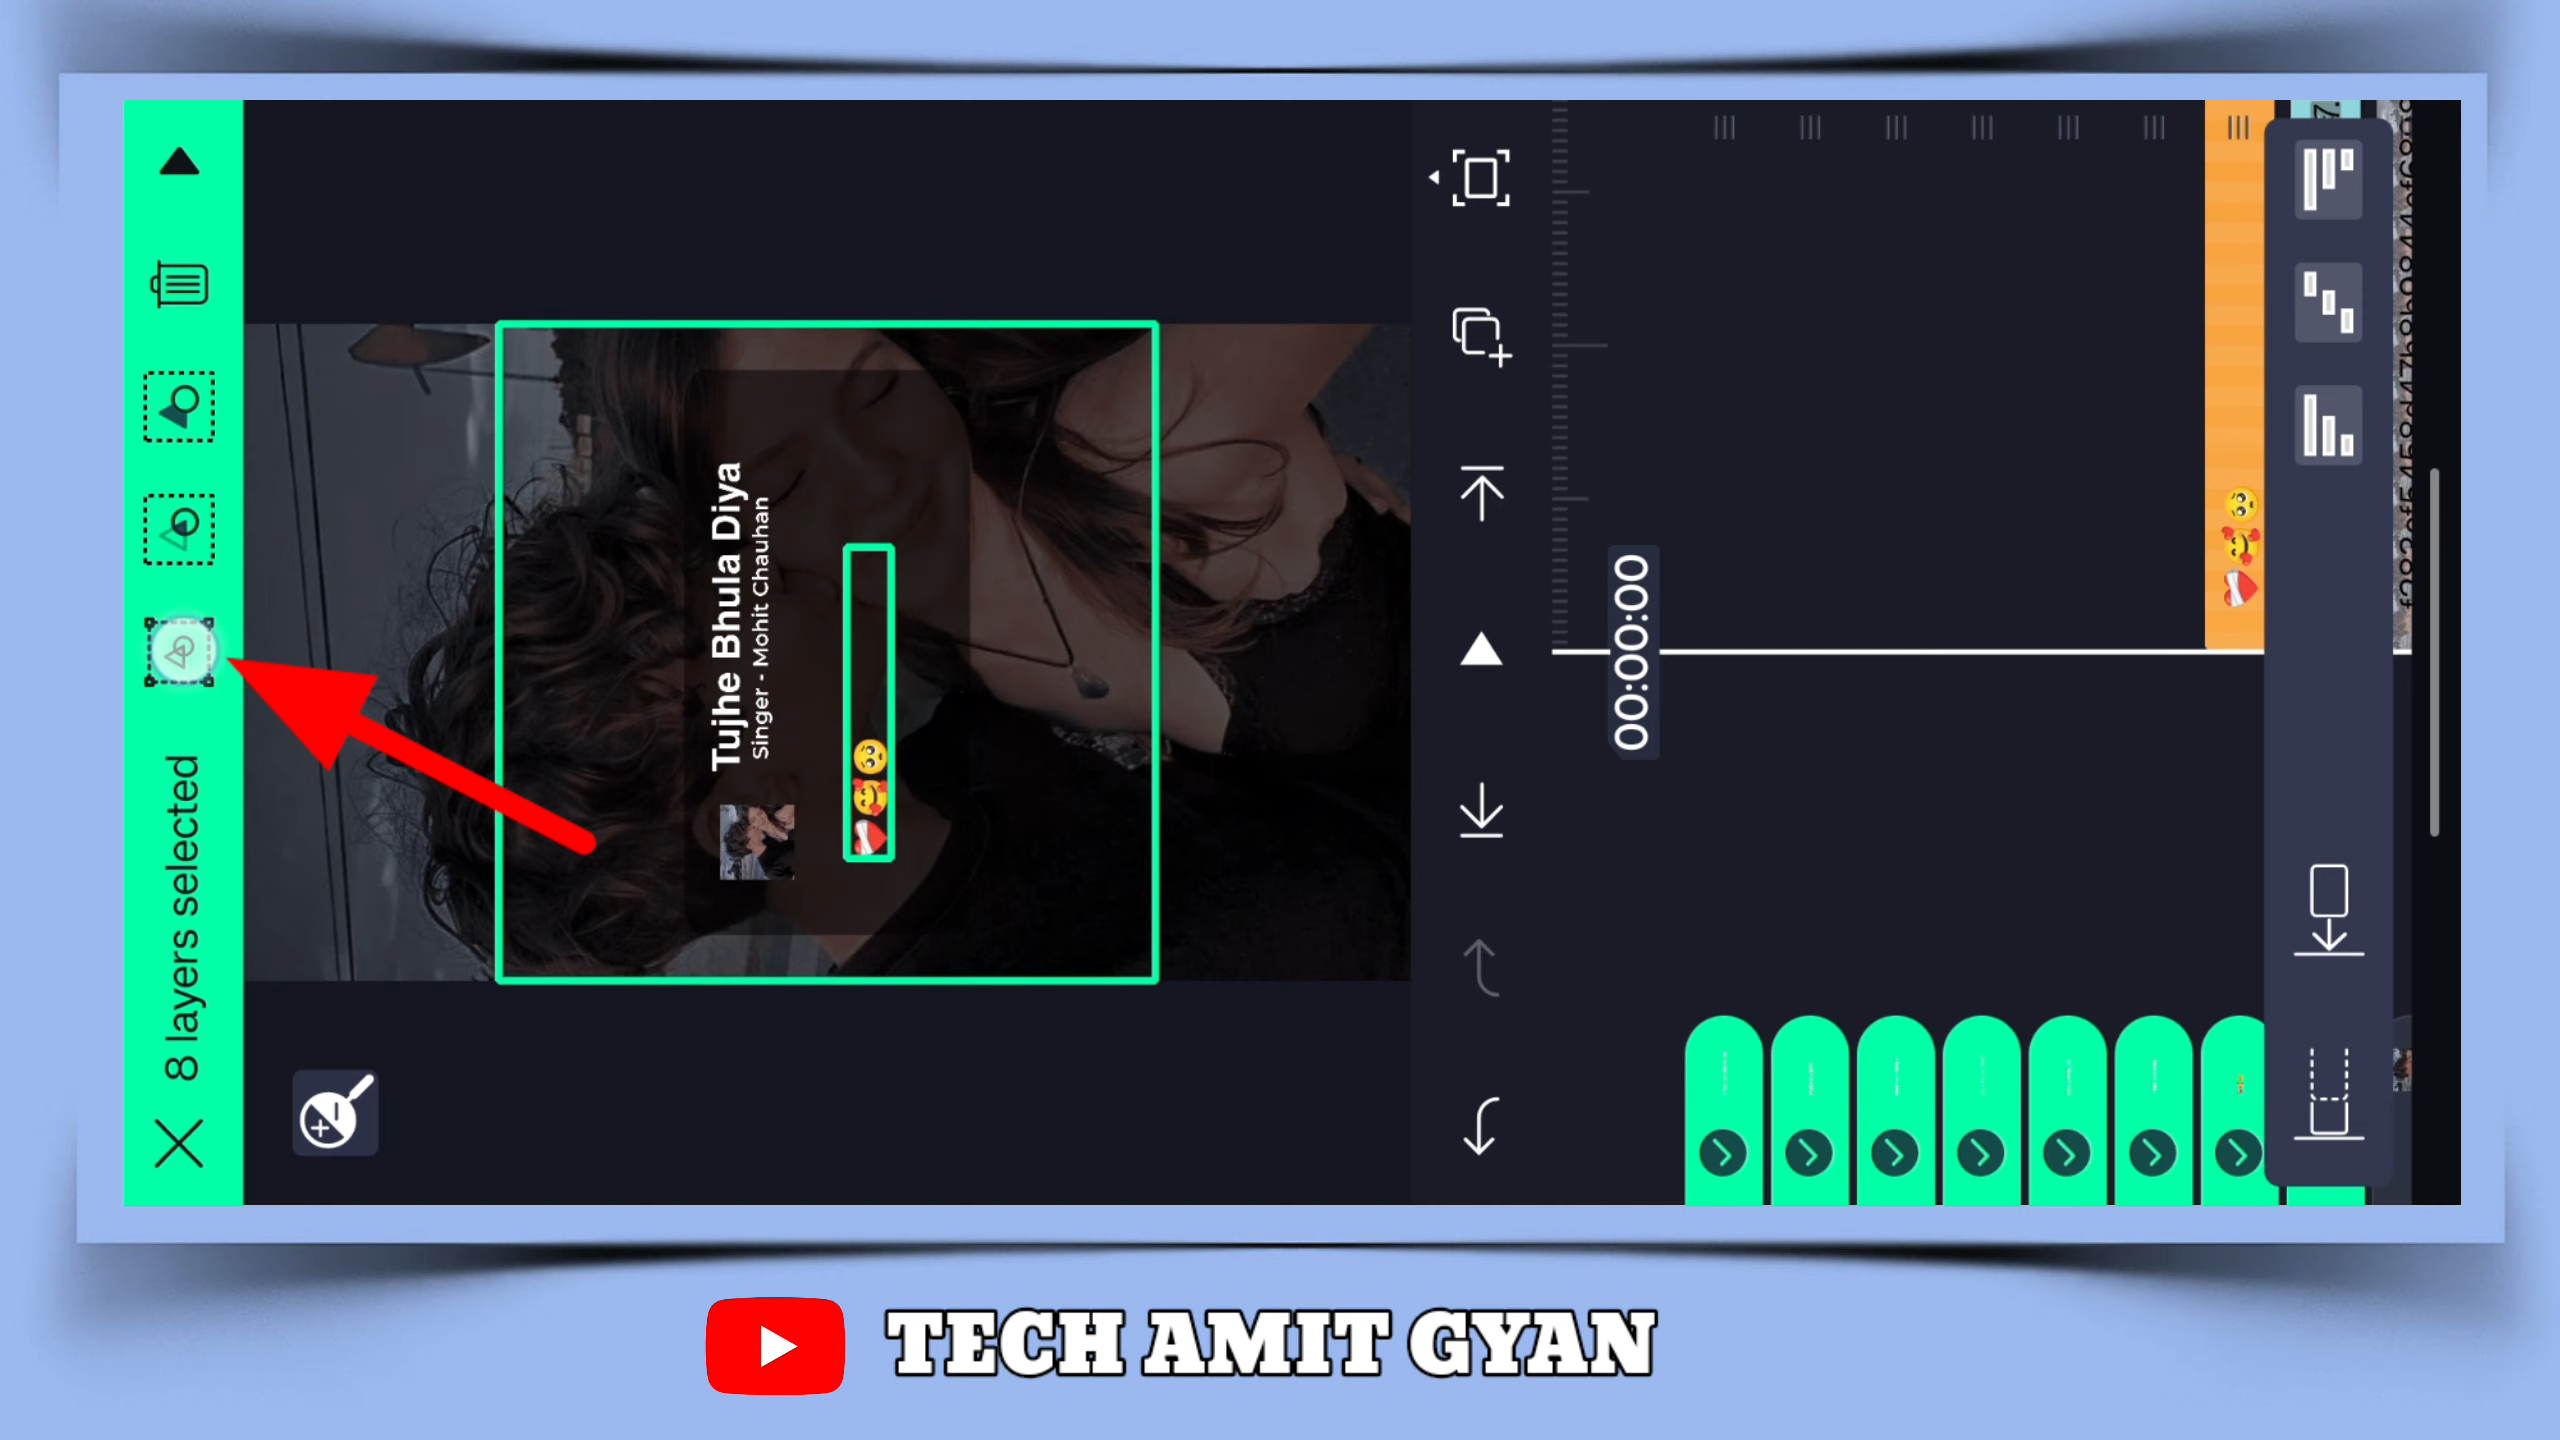 8 layers selected
Tujhe Bhula Diya
Singer - Mohit Chauhan
00:00:00
TECH AMIT GYAN